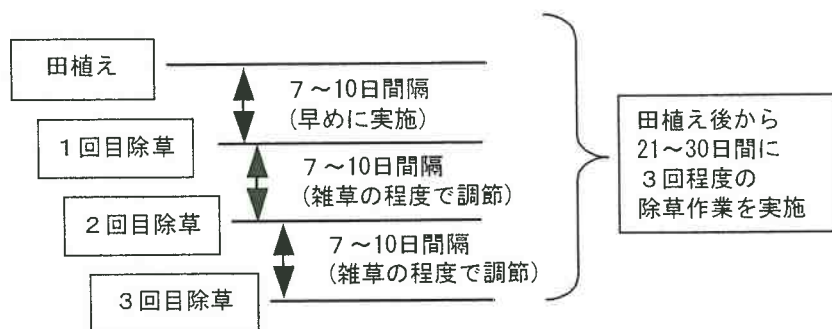 田植え
7～10日間隔
(早めに実施)
1回目除草
7～10日間隔
(雑草の程度で調節)
2回目除草
7～10日間隔
(雑草の程度で調節)
3回目除草
田植え後から
21～30日間に
3回程度の
除草作業を実施